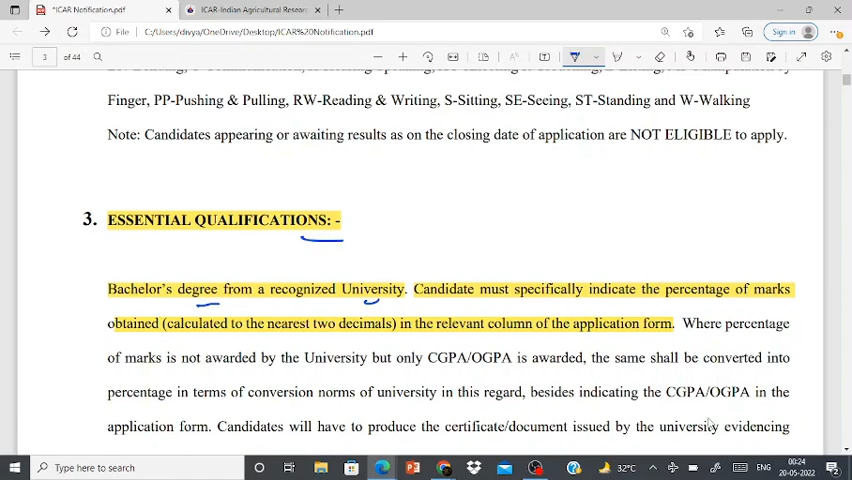 *ICAR Notification.pdf
ICAR-Indian Agricultural Resear
File
C:/Users/divya/OneDrive/Desktop/ICAR%20Notification.pdf
Sign in
3 of 44
Finger, PP-Pushing & Pulling, RW-Reading & Writing, S-Sitting, SE-Seeing, ST-Standing and W-Walking
Note: Candidates appearing or awaiting results as on the closing date of application are NOT ELIGIBLE to apply.
3. ESSENTIAL QUALIFICATIONS: -
Bachelor's degree from a recognized University. Candidate must specifically indicate the percentage of marks
obtained (calculated to the nearest two decimals) in the relevant column of the application form. Where percentage
of marks is not awarded by the University but only CGPA/OGPA is awarded, the same shall be converted into
percentage in terms of conversion norms of university in this regard, besides indicating the CGPA/OGPA in the
application form. Candidates will have to produce the certificate/document issued by the university evidencing
Type here to search
32°C
ENG
00:24
20-05-2022